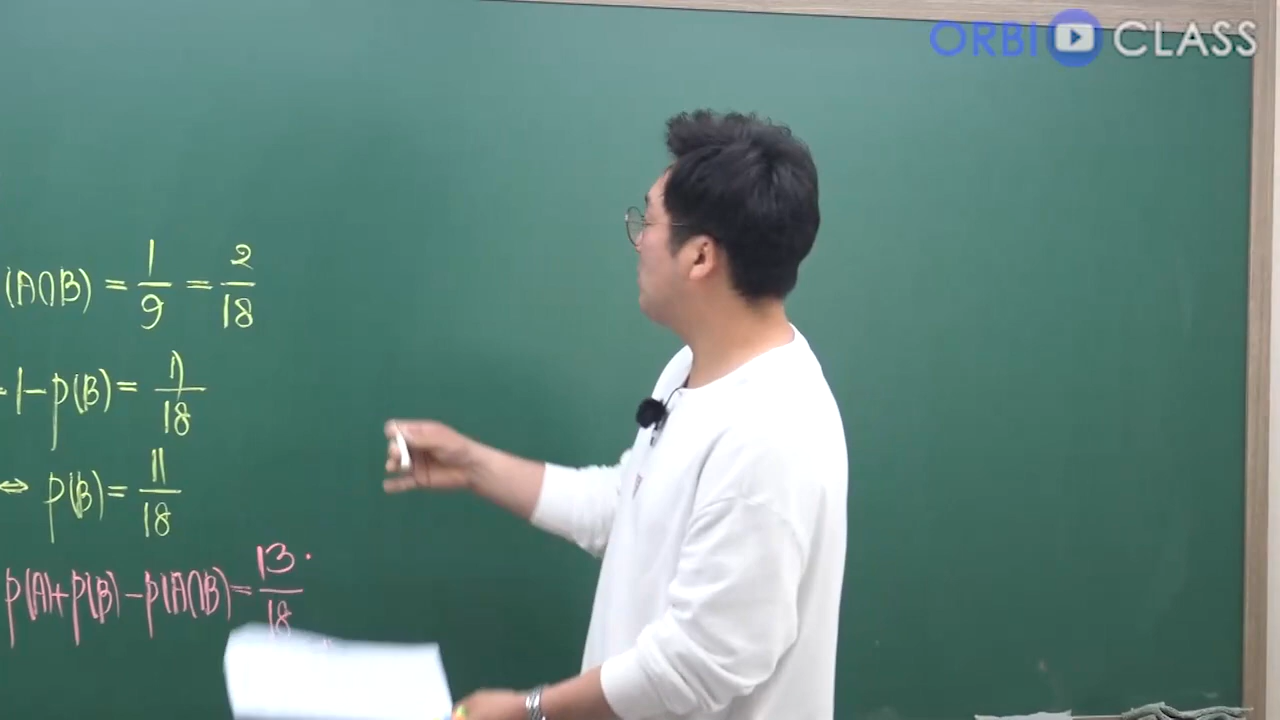 ORBI CLASS
(A∩B) = 1/9 = 2/18
1-p(B) = 7/18
⇔ p(B) = 11/18
p(A)+p(B)-p(A∩B)= 13/18